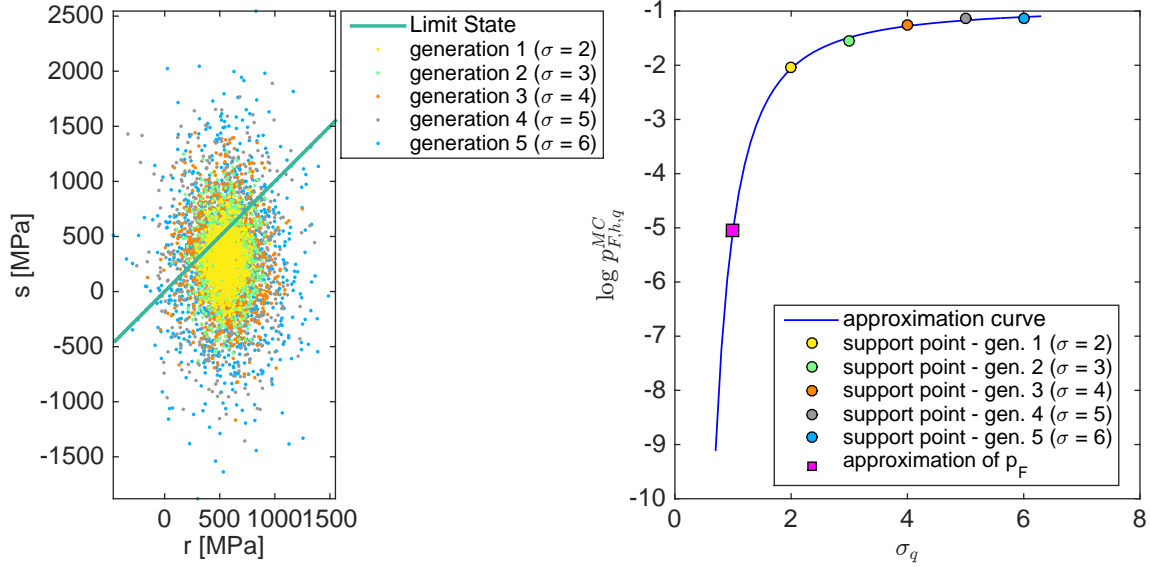 s [MPa]
2500
2000
1500
1000
500
0
-500
-1000
-1500
0 500 1000 1500
r [MPa]
Limit State
generation 1 (σ = 2)
generation 2 (σ = 3)
generation 3 (σ = 4)
generation 4 (σ = 5)
generation 5 (σ = 6)
log p_{F,h,q}^{MC}
-1
-2
-3
-4
-5
-6
-7
-8
-9
-10
0 2 4 6 8
σ_q
approximation curve
support point - gen. 1 (σ = 2)
support point - gen. 2 (σ = 3)
support point - gen. 3 (σ = 4)
support point - gen. 4 (σ = 5)
support point - gen. 5 (σ = 6)
approximation of p_F